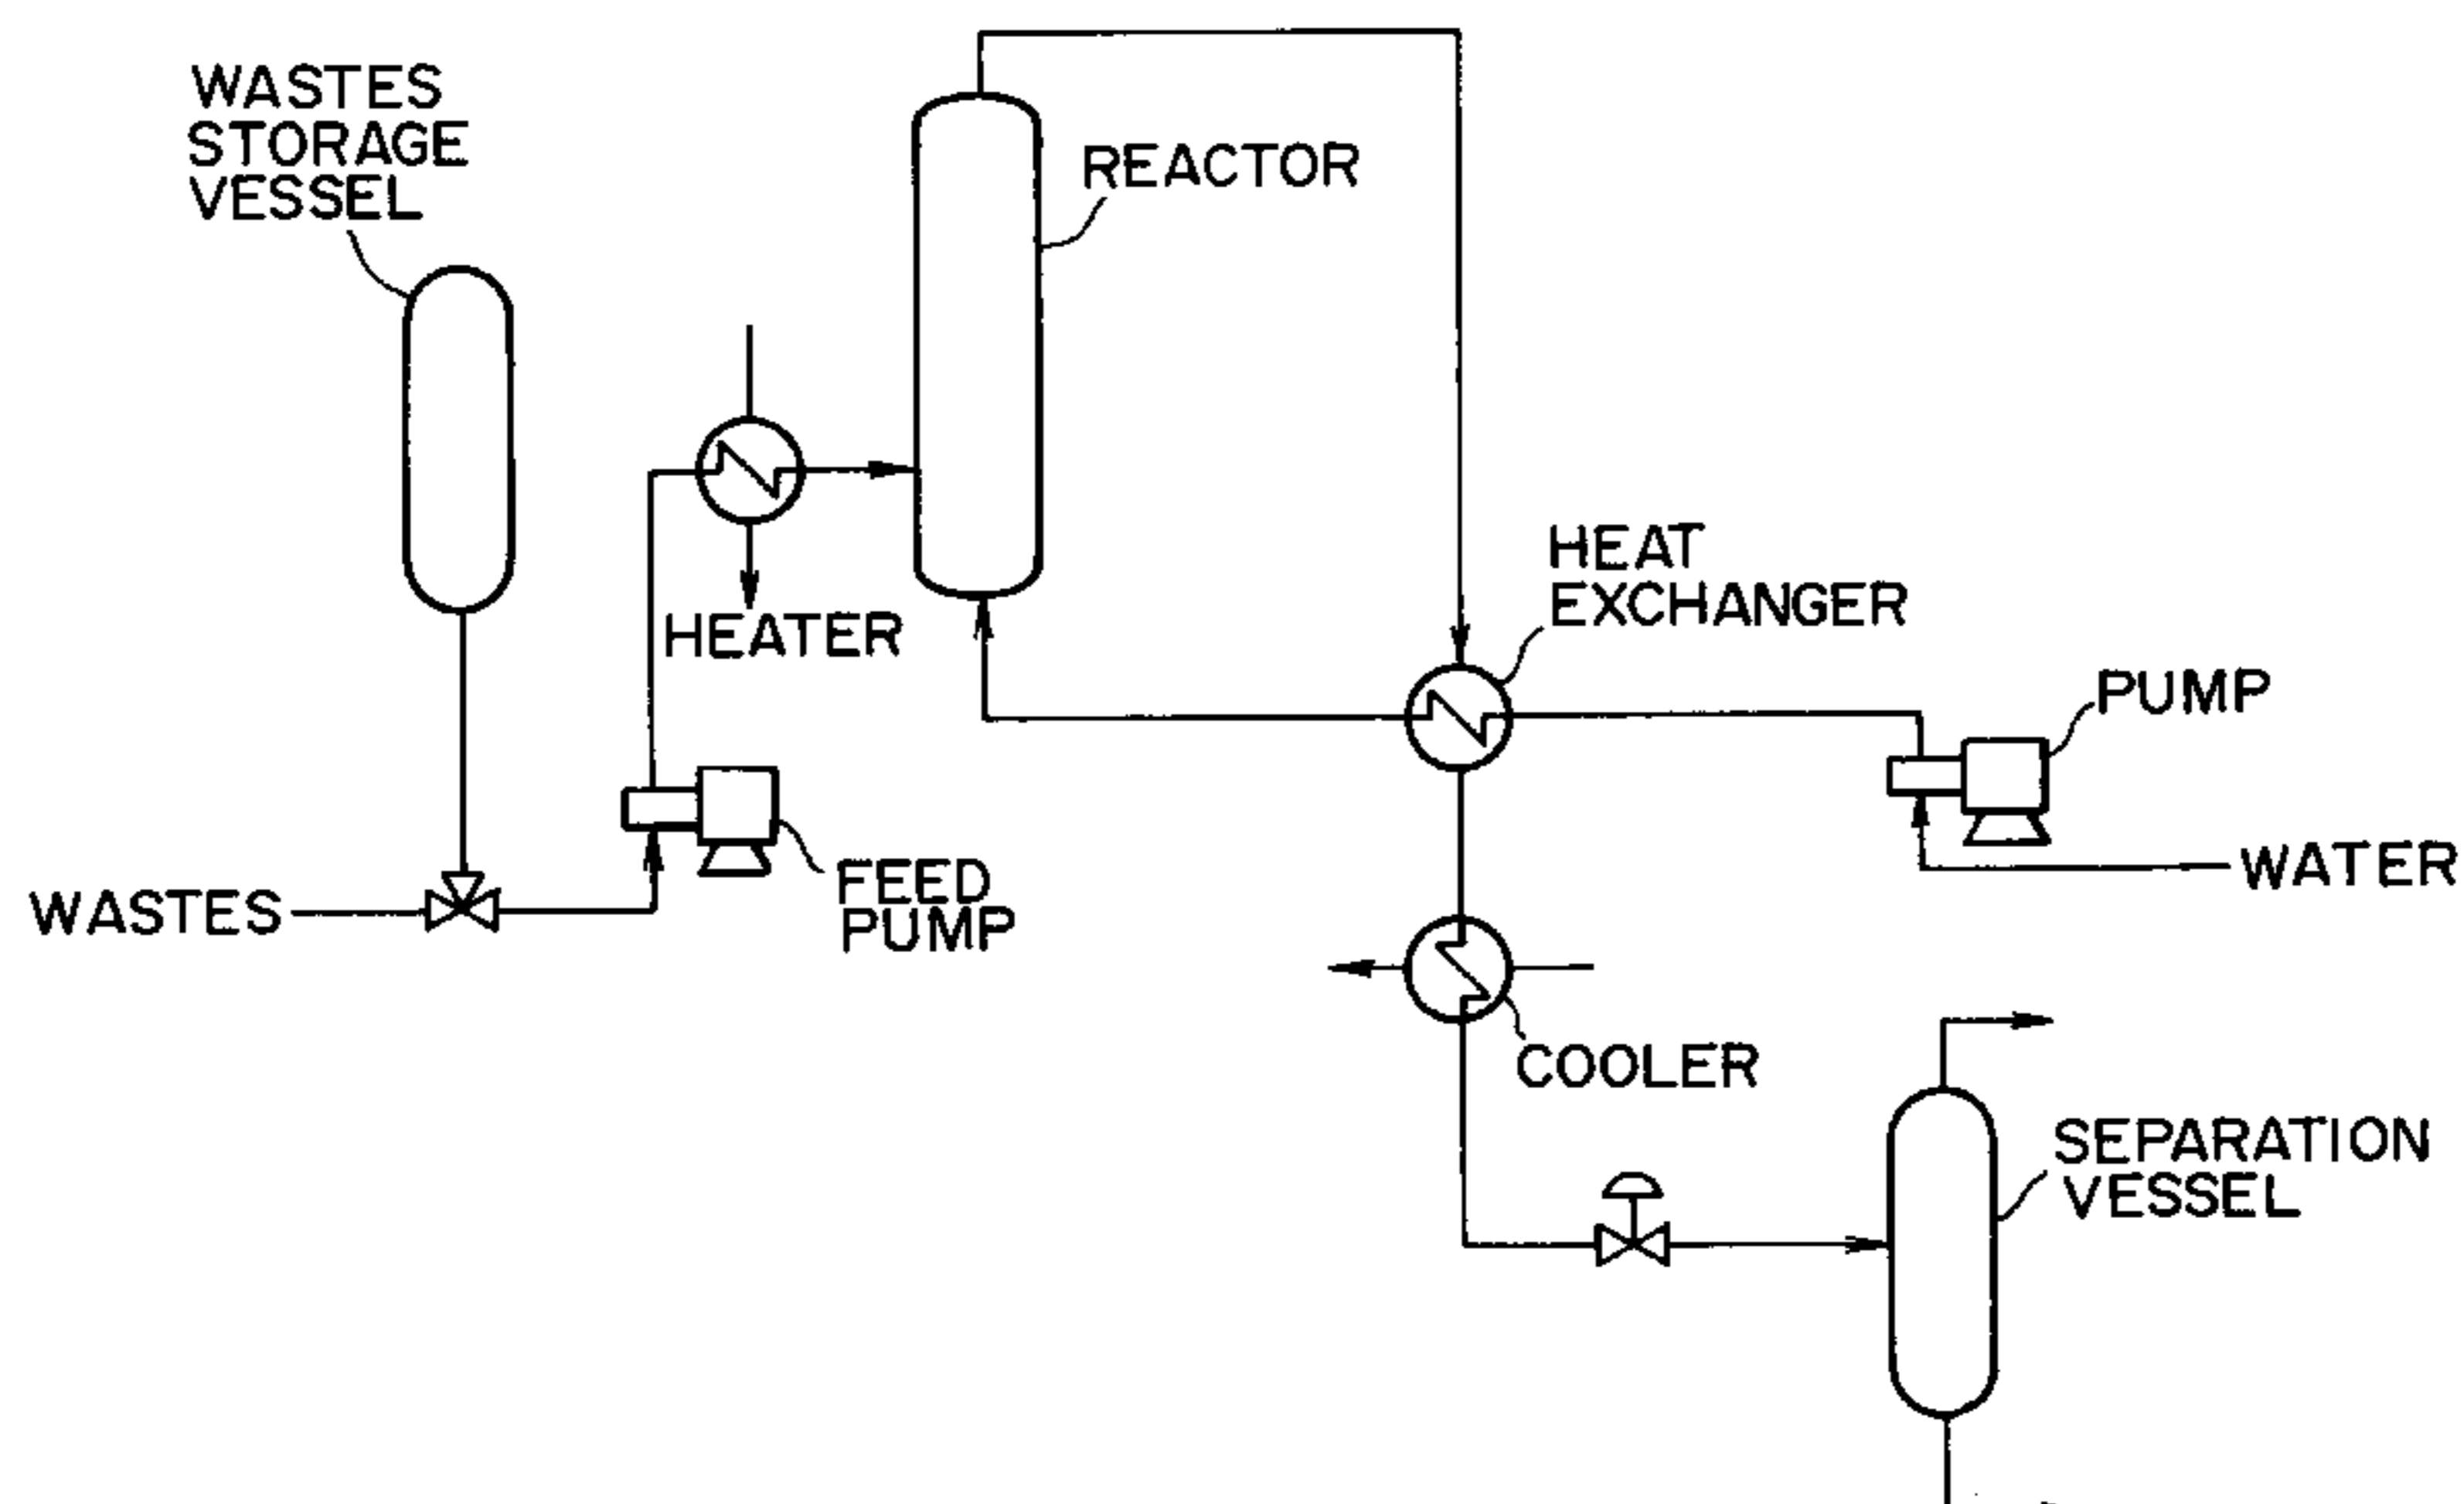 WASTES
STORAGE
VESSEL
REACTOR
HEATER
HEAT
EXCHANGER
PUMP
FEED
PUMP
WASTES
WATER
COOLER
SEPARATION
VESSEL